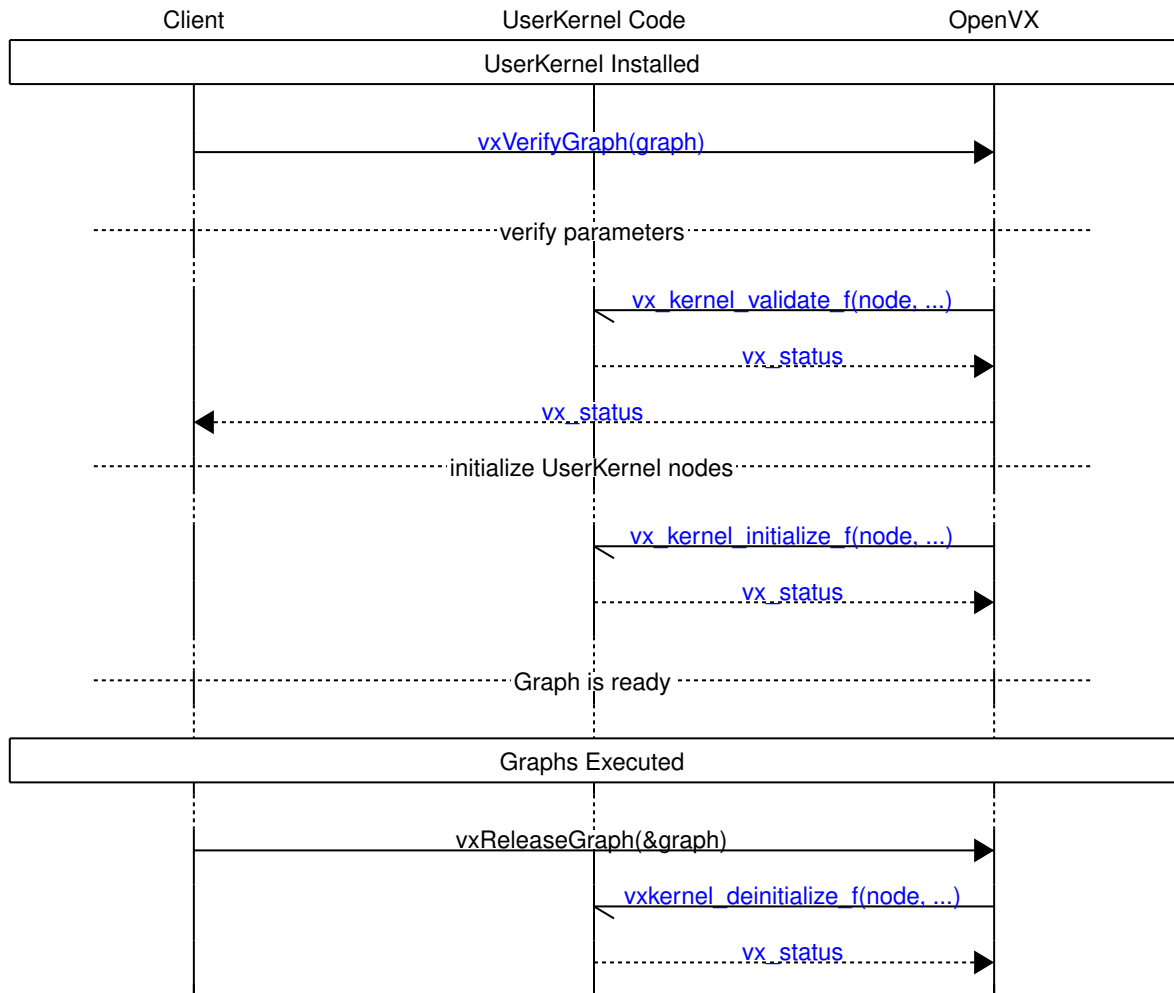 Client UserKernel Code OpenVX
UserKernel Installed
vxVerifyGraph(graph)
verify parameters
vx_kernel_validate_f(node, ...)
vx_status
vx_status
initialize UserKernel nodes
vx_kernel_initialize_f(node, ...)
vx_status
Graph is ready
Graphs Executed
vxReleaseGraph(&graph)
vxkernel_deinitialize_f(node, ...)
vx_status